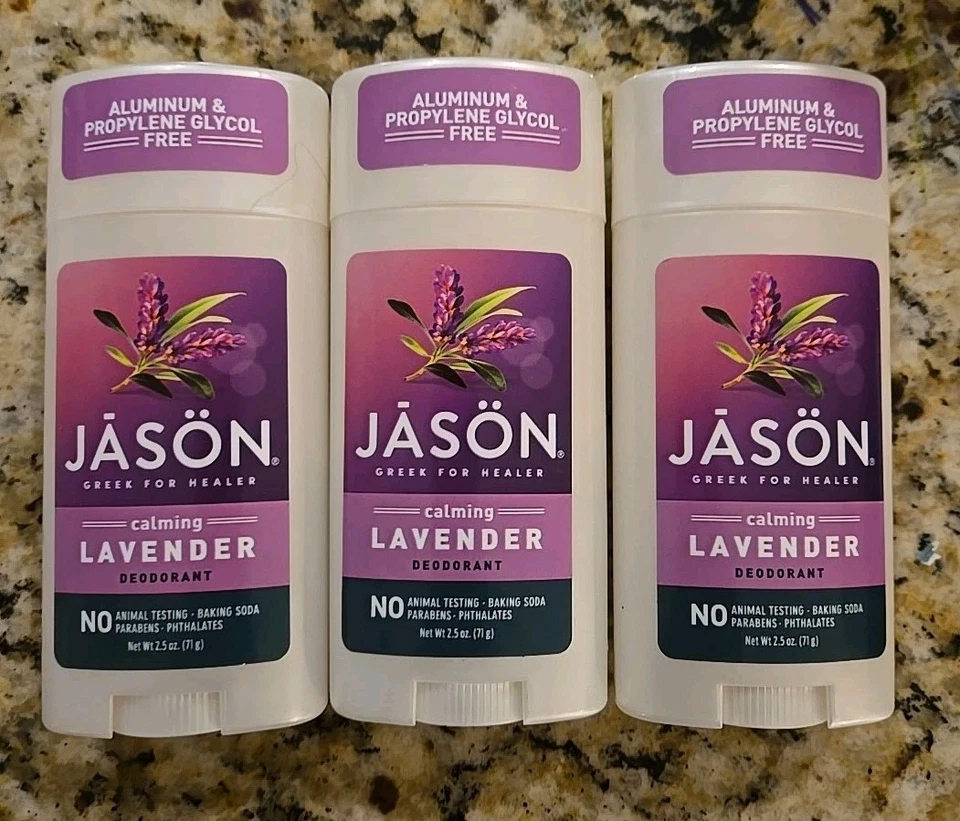 ALUMINUM &
PROPYLENE GLYCOL
FREE
JĀSÖN®
GREEK FOR HEALER
calming
LAVENDER
DEODORANT
NO ANIMAL TESTING · BAKING SODA
PARABENS · PHTHALATES
Net Wt 2.5 oz. (71 g)
ALUMINUM &
PROPYLENE GLYCOL
FREE
JĀSÖN®
GREEK FOR HEALER
calming
LAVENDER
DEODORANT
NO ANIMAL TESTING · BAKING SODA
PARABENS · PHTHALATES
Net Wt 2.5 oz. (71 g)
ALUMINUM &
PROPYLENE GLYCOL
FREE
JĀSÖN®
GREEK FOR HEALER
calming
LAVENDER
DEODORANT
NO ANIMAL TESTING · BAKING SODA
PARABENS · PHTHALATES
Net Wt 2.5 oz. (71 g)